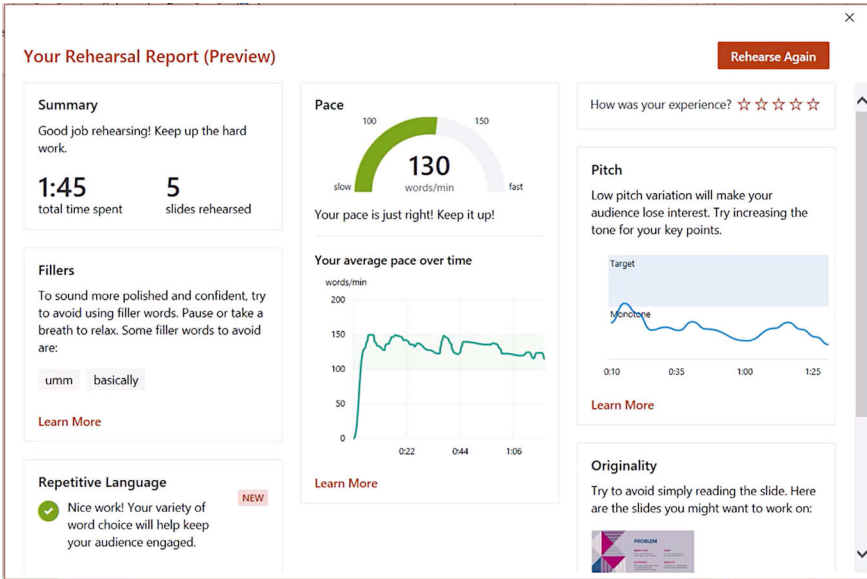 Your Rehearsal Report (Preview)
Rehearse Again
Summary
Good job rehearsing! Keep up the hard
work.
1:45
total time spent
5
slides rehearsed
Fillers
To sound more polished and confident, try
to avoid using filler words. Pause or take a
breath to relax. Some filler words to avoid
are:
umm basically
Learn More
Repetitive Language
NEW
Nice work! Your variety of
word choice will help keep
your audience engaged.
Pace
100 150
130
slow words/min fast
Your pace is just right! Keep it up!
Your average pace over time
words/min
200
150
100
50
0
0:22 0:44 1:06
Learn More
How was your experience?
Pitch
Low pitch variation will make your
audience lose interest. Try increasing the
tone for your key points.
Target
Monotone
0:10 0:35 1:00 1:25
Learn More
Originality
Try to avoid simply reading the slide. Here
are the slides you might want to work on:
PROBLEM